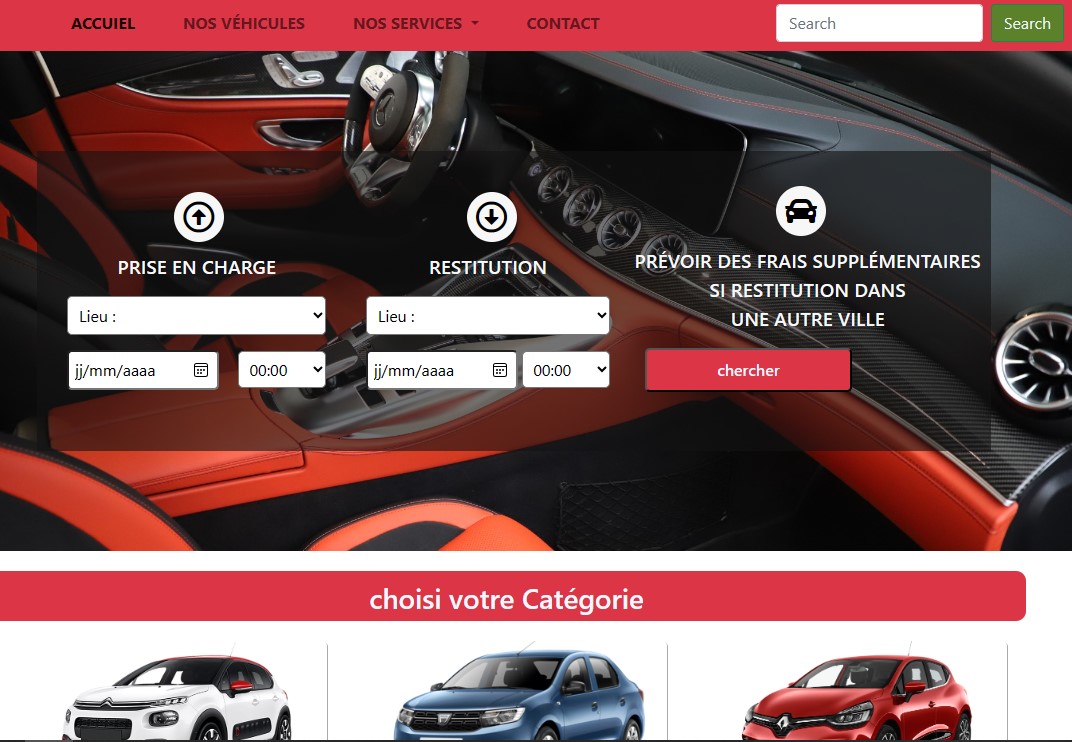 ACCUIEL NOS VÉHICULES NOS SERVICES CONTACT Search Search
PRISE EN CHARGE
Lieu :
jj/mm/aaaa 00:00
RESTITUTION
Lieu :
jj/mm/aaaa 00:00
PRÉVOIR DES FRAIS SUPPLÉMENTAIRES
SI RESTITUTION DANS
UNE AUTRE VILLE
chercher
choisi votre Catégorie